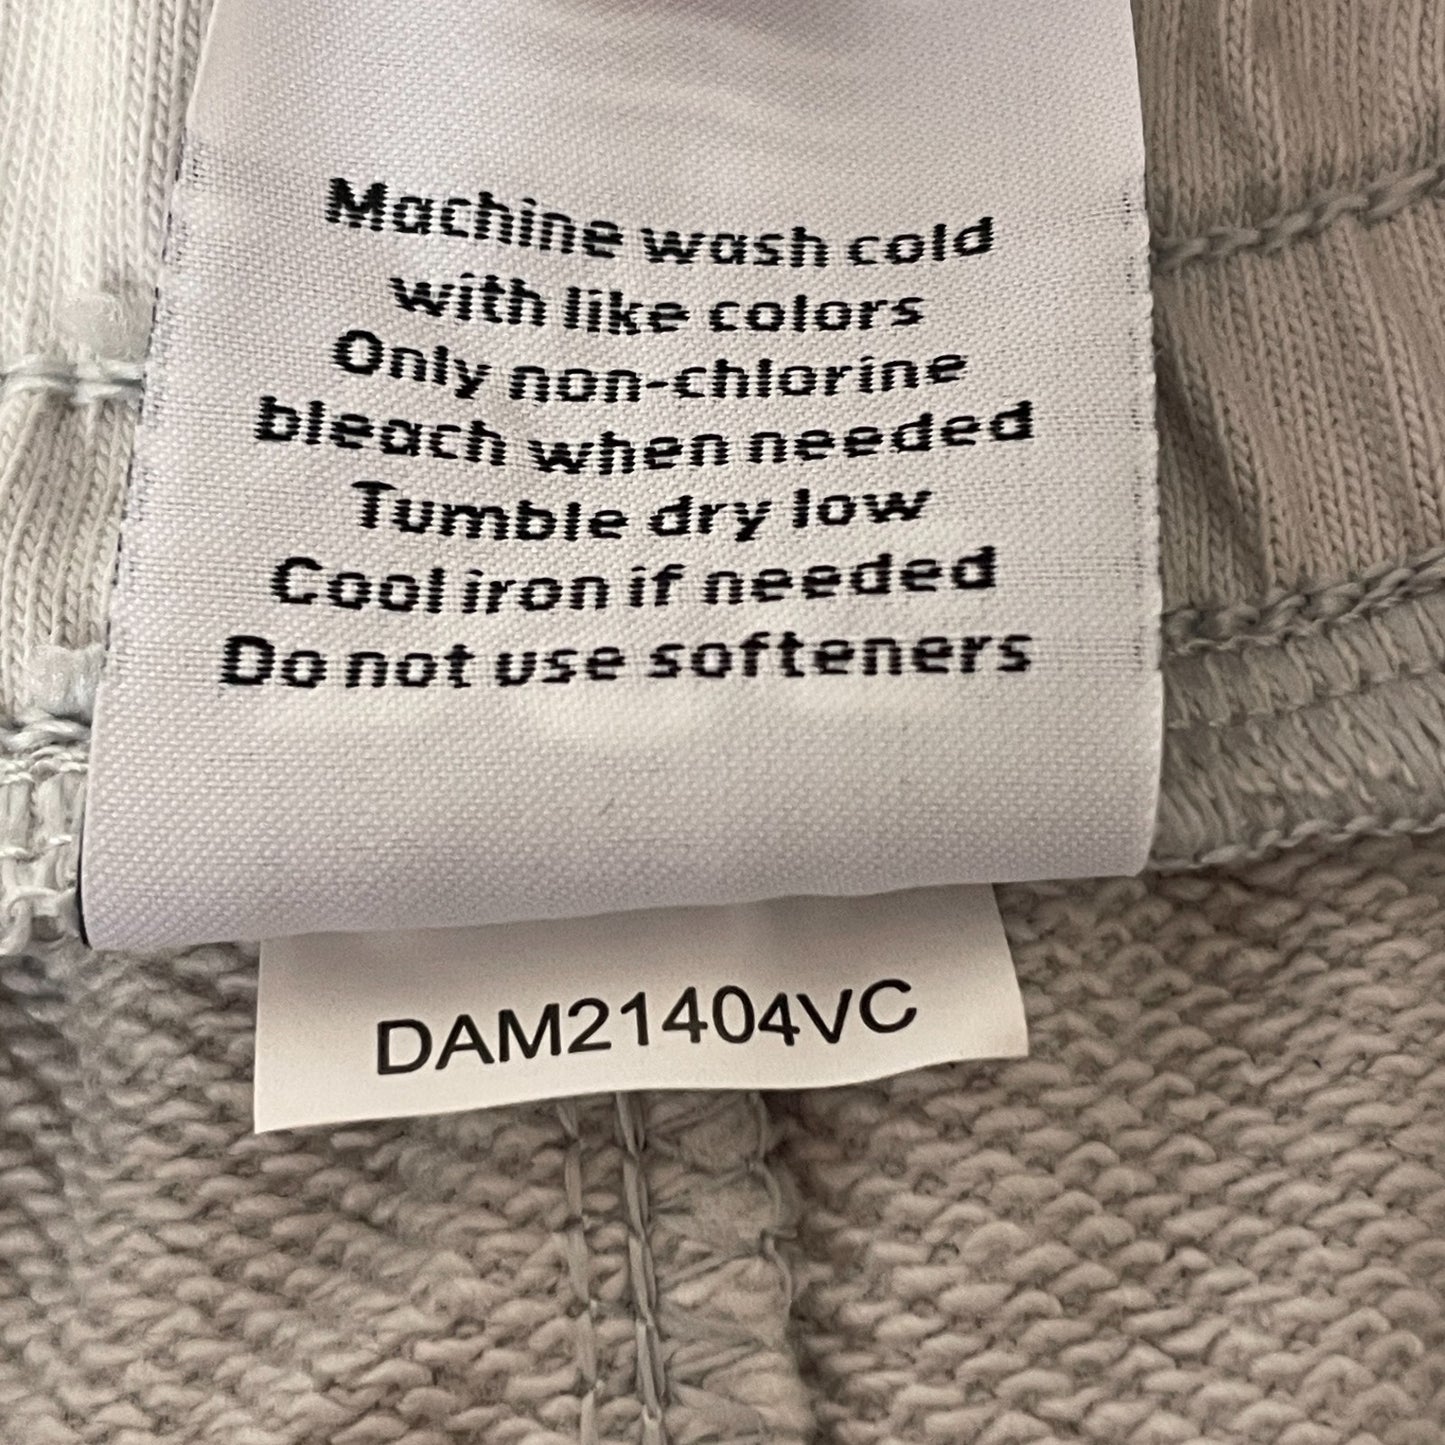 Machine wash cold
with like colors
Only non-chlorine
bleach when needed
Tumble dry low
Cool iron if needed
Do not use softeners
DAM21404VC